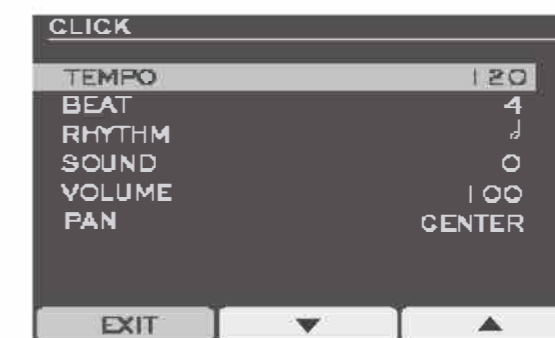 CLICK
TEMPO 120
BEAT 4
RHYTHM 𝅗𝅥
SOUND 0
VOLUME 100
PAN CENTER
EXIT ▼ ▲